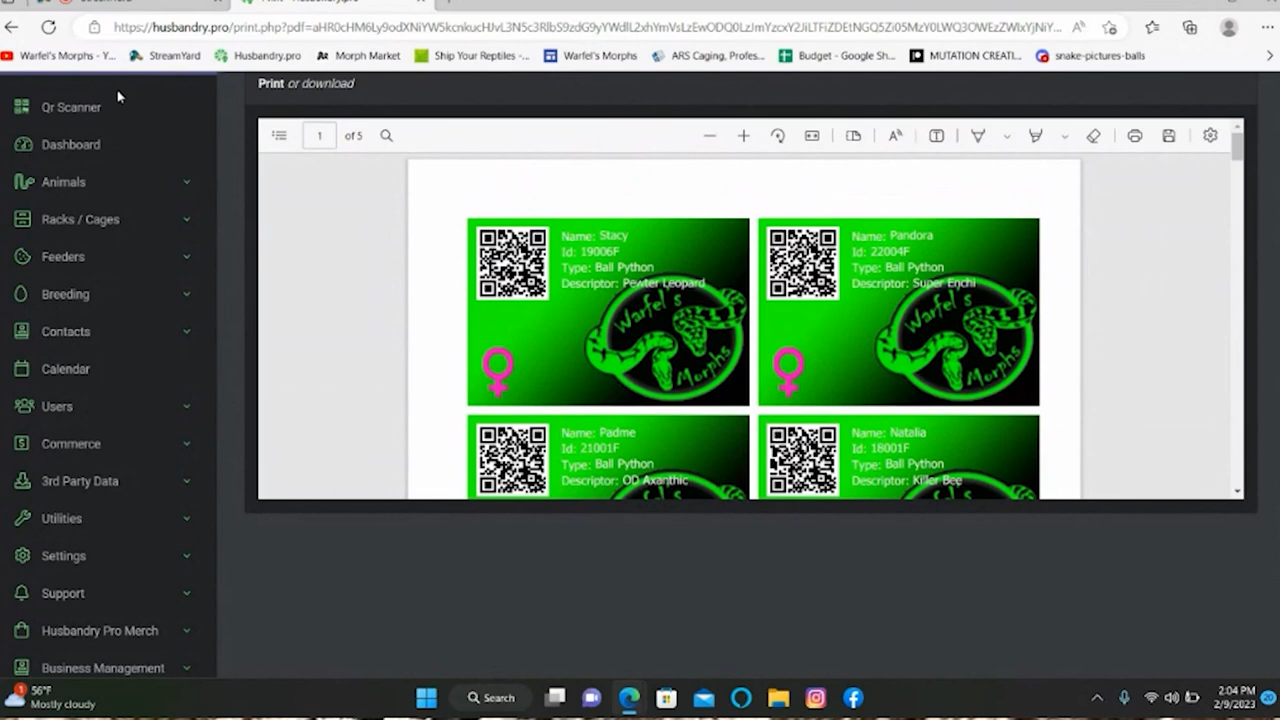 https://husbandry.pro/print.php?pdf=
Warfel's Morphs - Y...
StreamYard
Husbandry.pro
Morph Market
Ship Your Reptiles -...
Warfel's Morphs
ARS Caging, Profes...
Budget - Google Sh...
MUTATION CREATI...
snake-pictures-balls
Qr Scanner
Dashboard
Animals
Racks / Cages
Feeders
Breeding
Contacts
Calendar
Users
Commerce
3rd Party Data
Utilities
Settings
Support
Husbandry Pro Merch
Business Management
Print or download
1 of 5
Name: Stacy
Id: 19006F
Type: Ball Python
Descriptor: Pewter Leopard
Warfel's
Morphs
Name: Pandora
Id: 22004F
Type: Ball Python
Descriptor: Super Enchi
Warfel's
Morphs
Name: Padme
Id: 21001F
Type: Ball Python
Descriptor: OD Axanthic
Name: Natalia
Id: 18001F
Type: Ball Python
Descriptor: Killer Bee
1
56°F
Mostly cloudy
Search
2:04 PM
2/9/2023
20